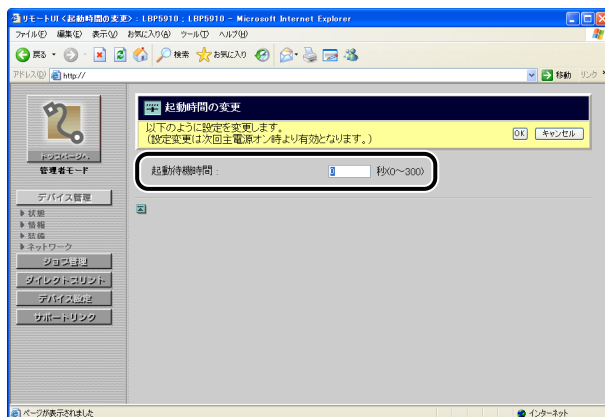 リモートUI <起動時間の変更> : LBP5910 ; LBP5910 - Microsoft Internet Explorer
ファイル(F) 編集(E) 表示(V) お気に入り(A) ツール(T) ヘルプ(H)
戻る 検索 お気に入り
アドレス(D) http:// 移動 リンク
起動時間の変更
以下のように設定を変更します。
(設定変更は次回主電源オン時より有効となります。)
OK キャンセル
起動待機時間 : 0 秒(0～300)
トップページへ
管理者モード
デバイス管理
状態
情報
装備
ネットワーク
ジョブ管理
ダイレクトプリント
デバイス設定
サポートリンク
ページが表示されました インターネット